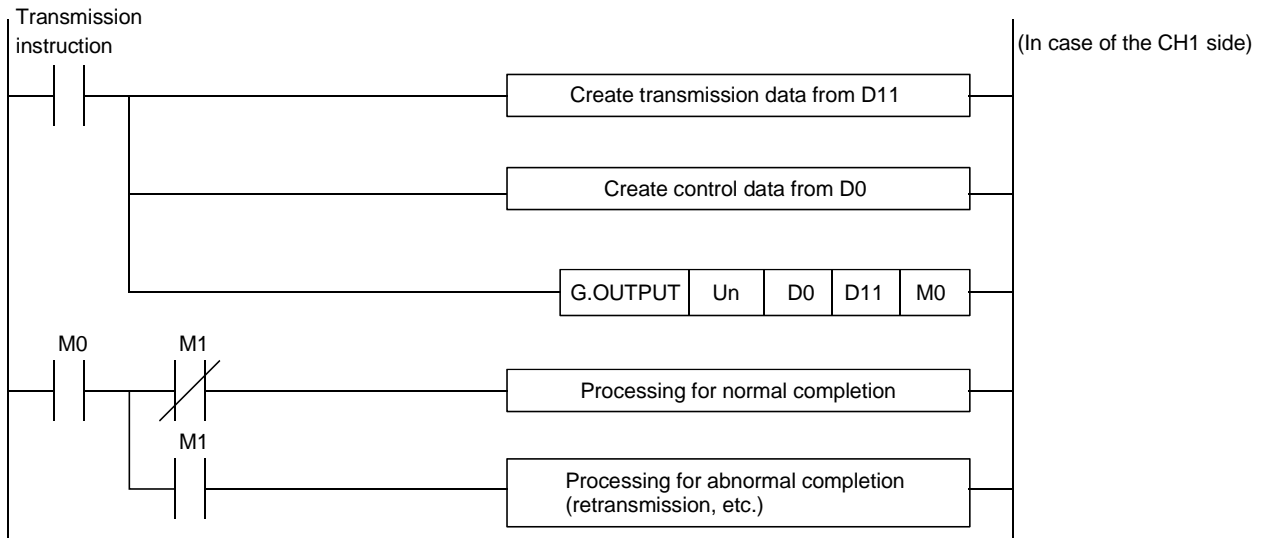 Transmission
instruction
(In case of the CH1 side)
Create transmission data from D11
Create control data from D0
G.OUTPUT Un D0 D11 M0
M0 M1
Processing for normal completion
M1
Processing for abnormal completion
(retransmission, etc.)